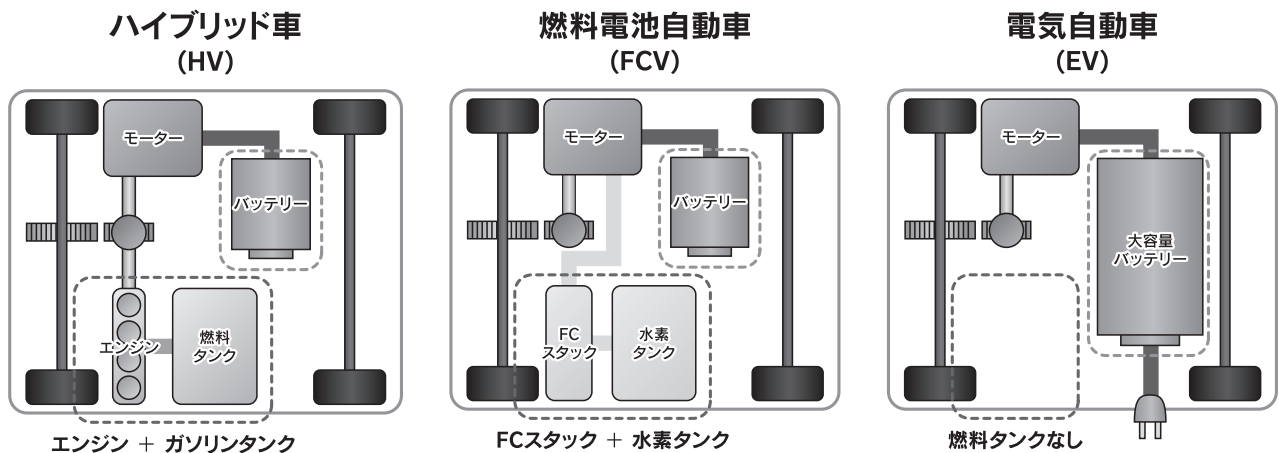 ハイブリッド車
(HV)
モーター
バッテリー
エンジン
燃料
タンク
エンジン + ガソリンタンク
燃料電池自動車
(FCV)
モーター
バッテリー
FC
スタック
水素
タンク
FCスタック + 水素タンク
電気自動車
(EV)
モーター
大容量
バッテリー
燃料タンクなし